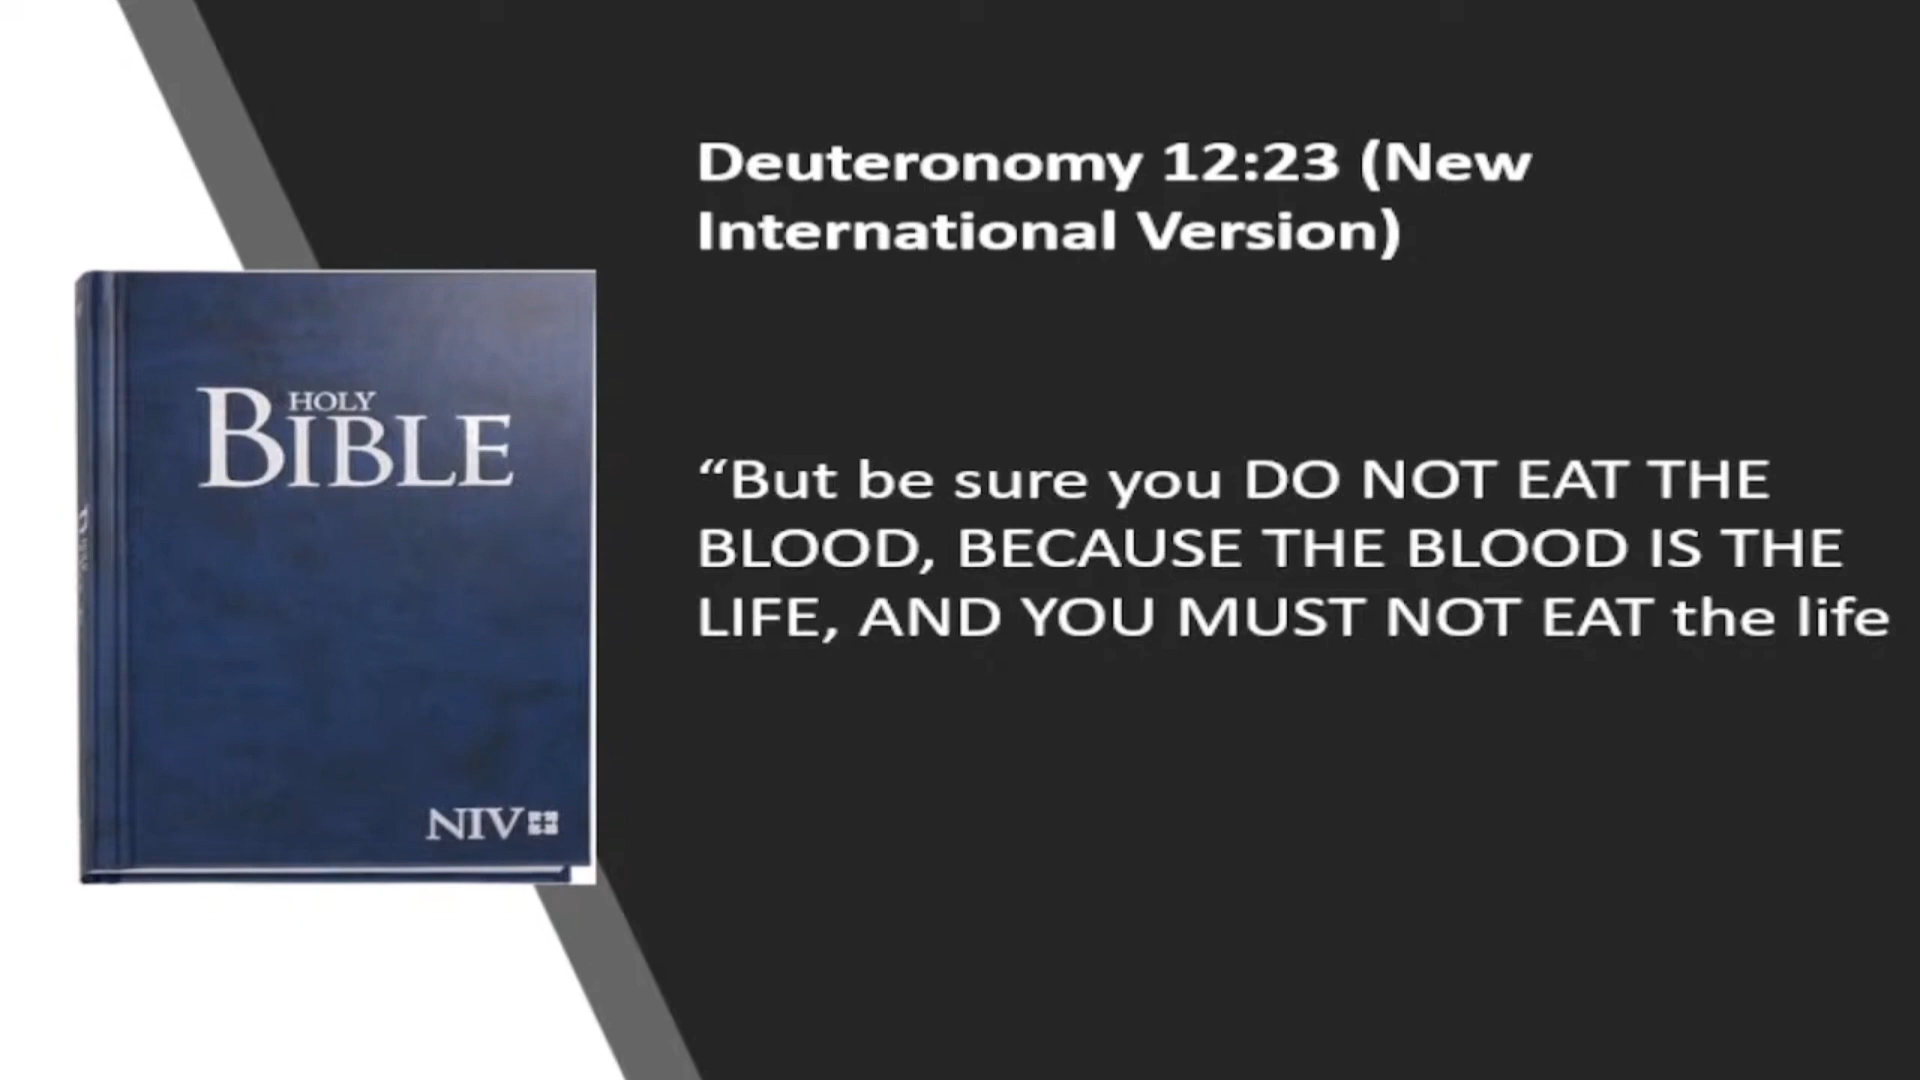 Deuteronomy 12:23 (New
International Version)
HOLY
BIBLE
NIV
“But be sure you DO NOT EAT THE
BLOOD, BECAUSE THE BLOOD IS THE
LIFE, AND YOU MUST NOT EAT the life